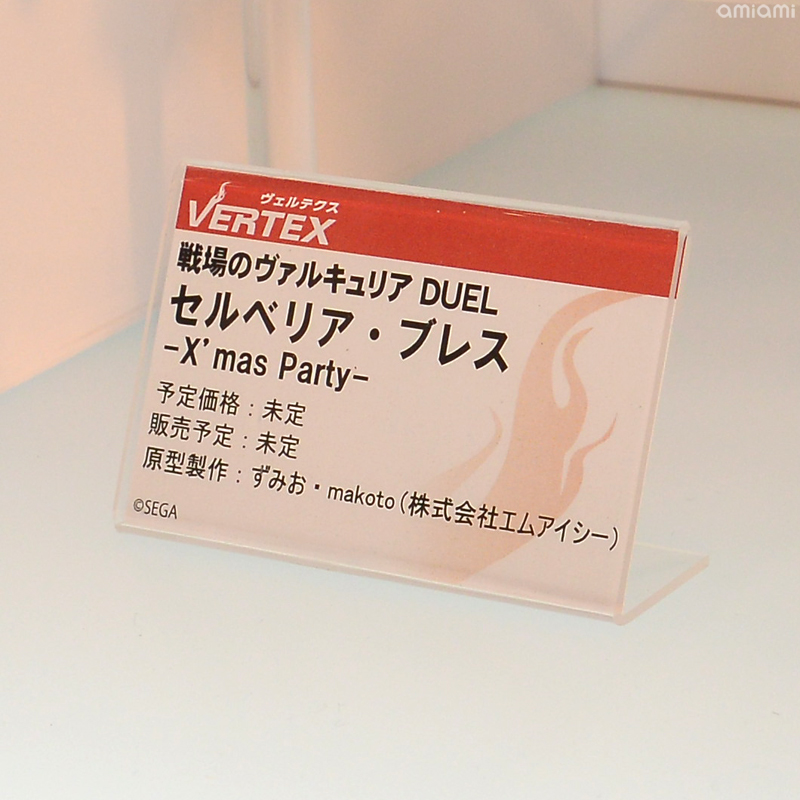 amiami
ヴェルテクス
VERTEX
戦場のヴァルキュリア DUEL
セルベリア・ブレス
-X'mas Party-
予定価格：未定
販売予定：未定
原型製作：ずみお・makoto（株式会社エムアイシー）
©SEGA